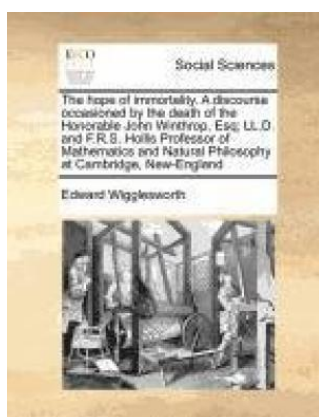 ECCO
Social Sciences
The hope of immortality. A discourse
occasioned by the death of the
Honorable John Winthrop, Esq; LL.D.
and F.R.S. Hollis Professor of
Mathematics and Natural Philosophy
at Cambridge, New-England
Edward Wigglesworth